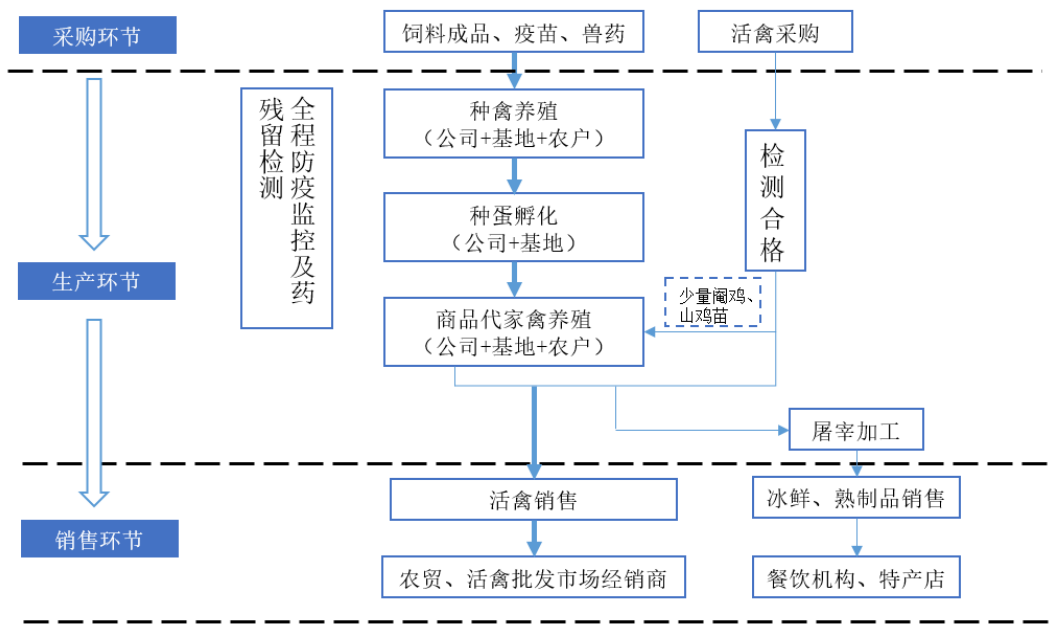 采购环节
饲料成品、疫苗、兽药
活禽采购
全程防疫监控及药
残留检测
种禽养殖
（公司+基地+农户）
检测合格
种蛋孵化
（公司+基地）
生产环节
少量阉鸡、
山鸡苗
商品代家禽养殖
（公司+基地+农户）
屠宰加工
活禽销售
冰鲜、熟制品销售
销售环节
农贸、活禽批发市场经销商
餐饮机构、特产店